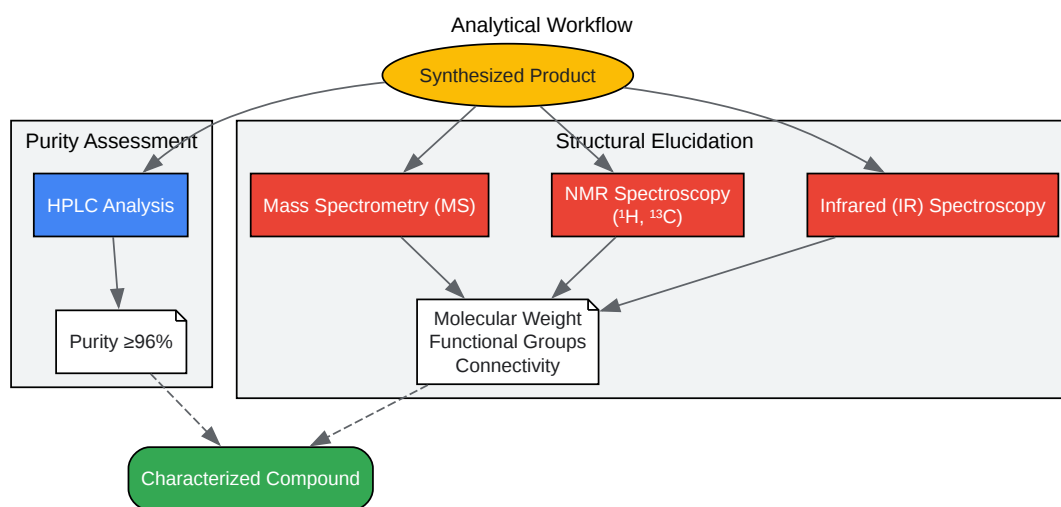 Analytical Workflow
Synthesized Product
Purity Assessment
Structural Elucidation
HPLC Analysis
Mass Spectrometry (MS)
NMR Spectroscopy
(¹H, ¹³C)
Infrared (IR) Spectroscopy
Purity ≥96%
Molecular Weight
Functional Groups
Connectivity
Characterized Compound